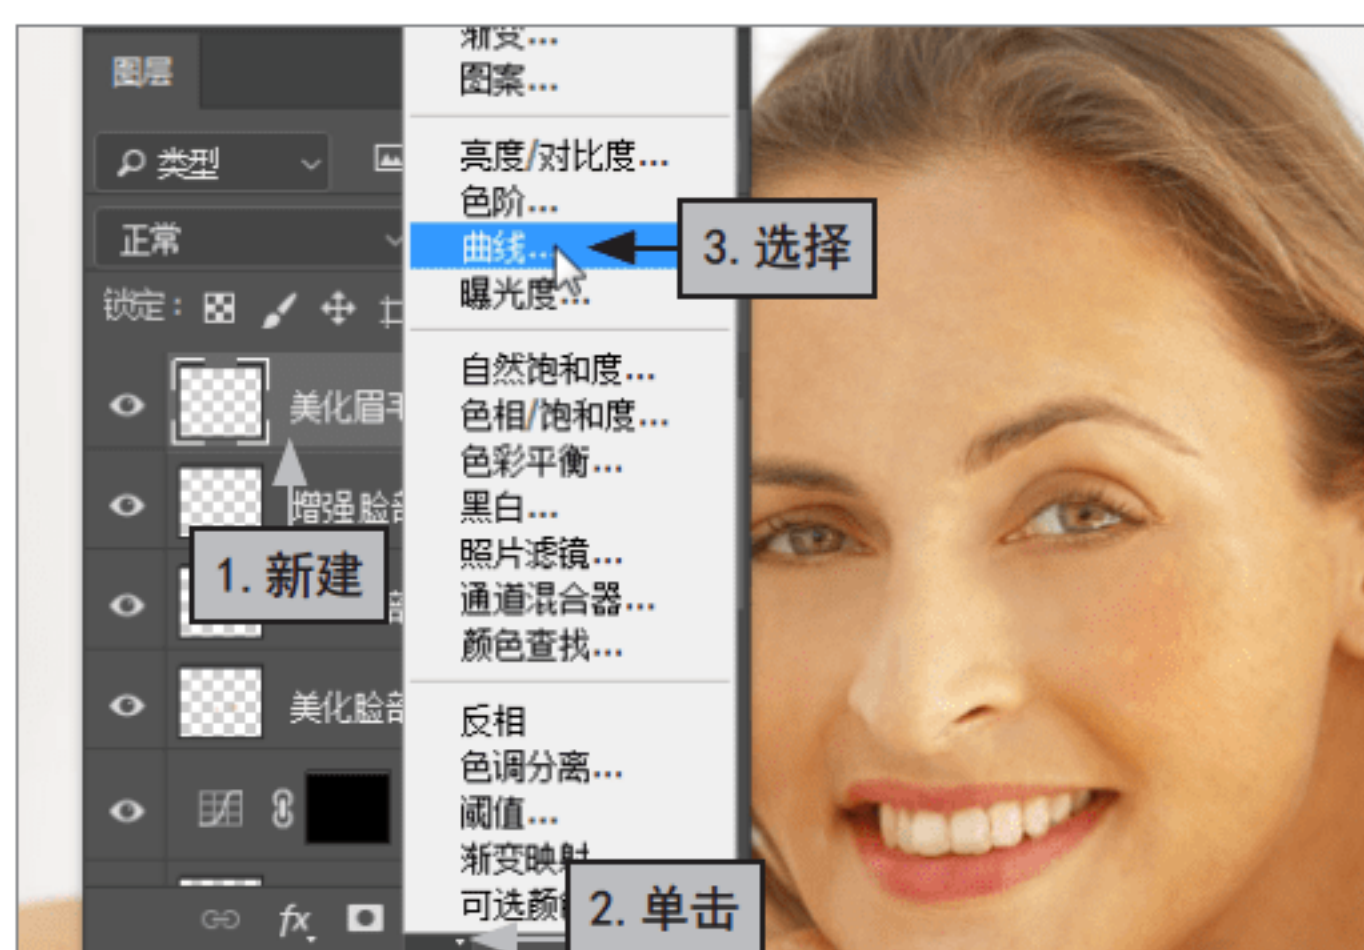 图层
类型
正常
锁定：
美化眉毛
增强脸部
1. 新建
部
美化脸部
fx
渐变...
图案...
亮度/对比度...
色阶...
曲线...
3. 选择
曝光度...
自然饱和度...
色相/饱和度...
色彩平衡...
黑白...
照片滤镜...
通道混合器...
颜色查找...
反相
色调分离...
阈值...
渐变映射
可选颜
2. 单击